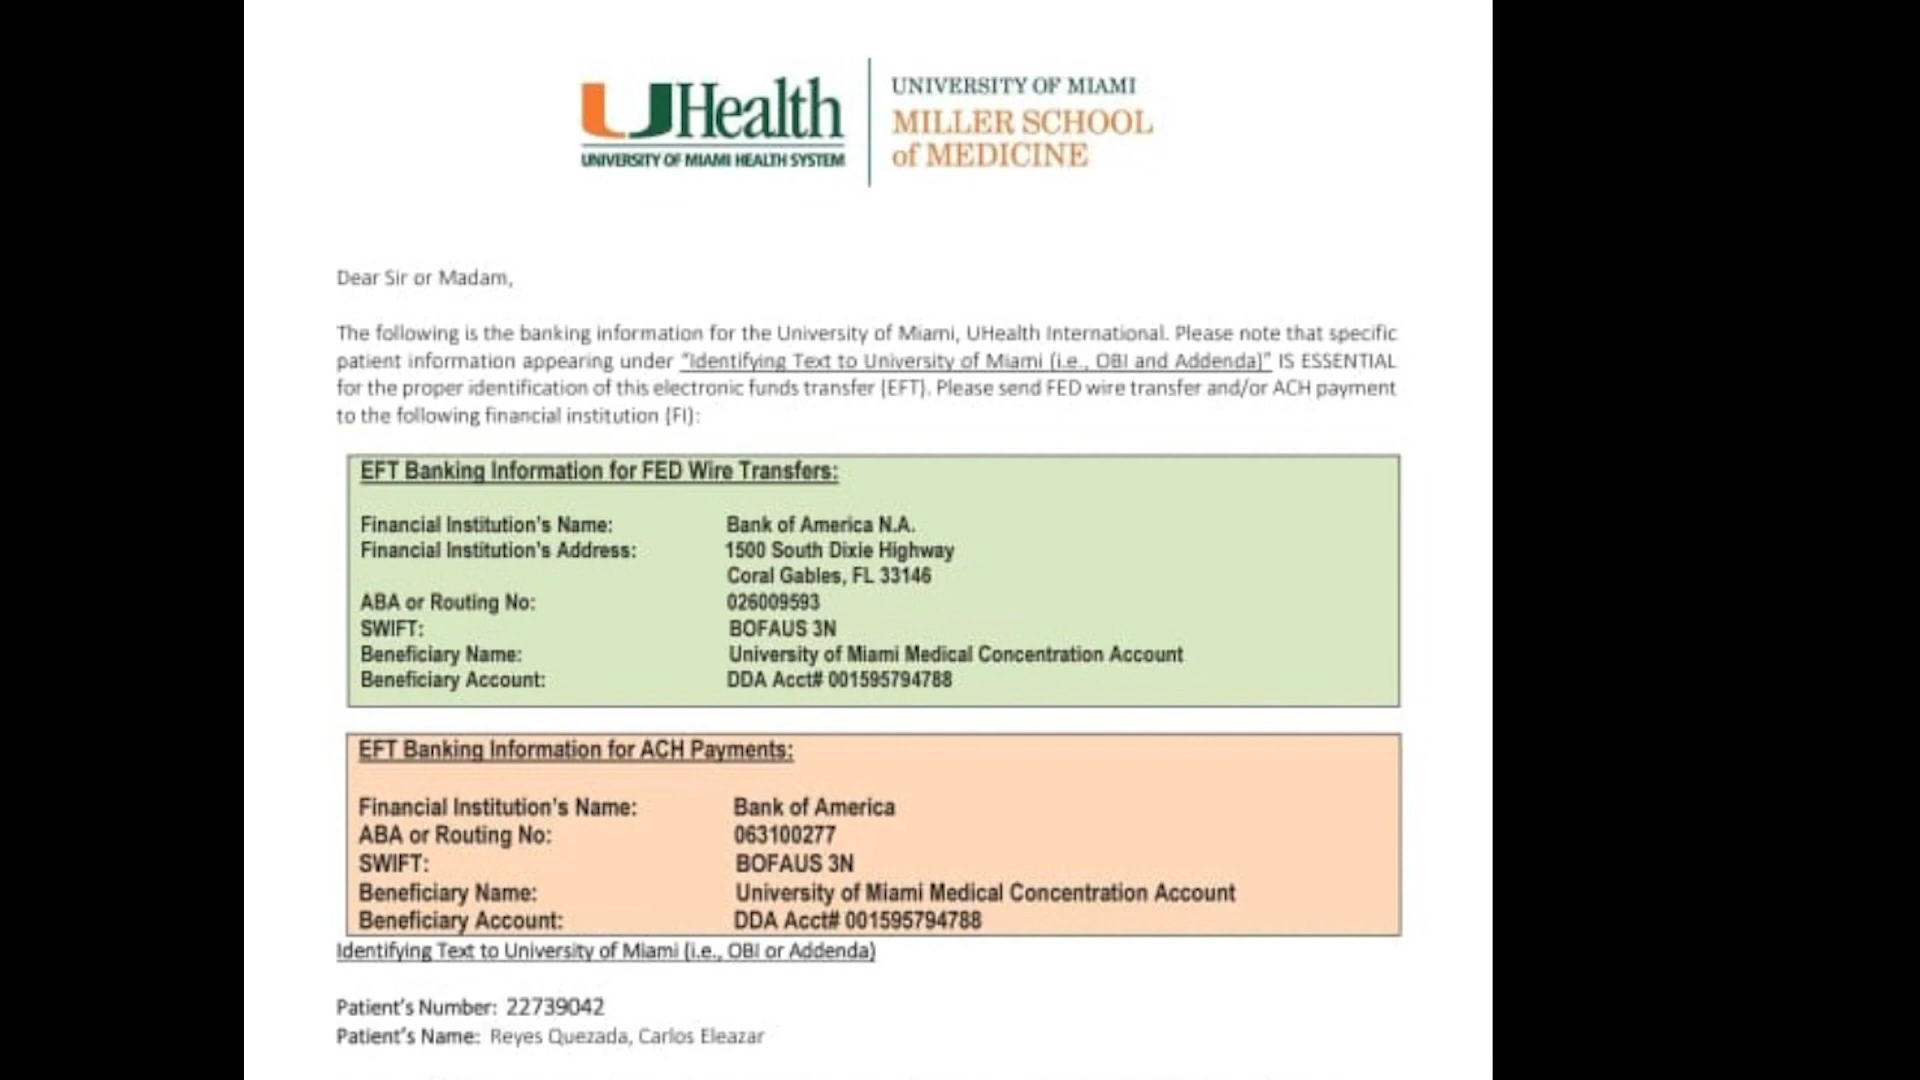 UHealth
UNIVERSITY OF MIAMI HEALTH SYSTEM
UNIVERSITY OF MIAMI
MILLER SCHOOL
of MEDICINE
Dear Sir or Madam,
The following is the banking information for the University of Miami, UHealth International. Please note that specific
patient information appearing under "Identifying Text to University of Miami (i.e., OBI and Addenda)" IS ESSENTIAL
for the proper identification of this electronic funds transfer (EFT). Please send FED wire transfer and/or ACH payment
to the following financial institution (FI):
EFT Banking Information for FED Wire Transfers:
Financial Institution's Name: Bank of America N.A.
Financial Institution's Address: 1500 South Dixie Highway
Coral Gables, FL 33146
ABA or Routing No: 026009593
SWIFT: BOFAUS 3N
Beneficiary Name: University of Miami Medical Concentration Account
Beneficiary Account: DDA Acct# 001595794788
EFT Banking Information for ACH Payments:
Financial Institution's Name: Bank of America
ABA or Routing No: 063100277
SWIFT: BOFAUS 3N
Beneficiary Name: University of Miami Medical Concentration Account
Beneficiary Account: DDA Acct# 001595794788
Identifying Text to University of Miami (i.e., OBI or Addenda)
Patient's Number: 22739042
Patient's Name: Reyes Quezada, Carlos Eleazar